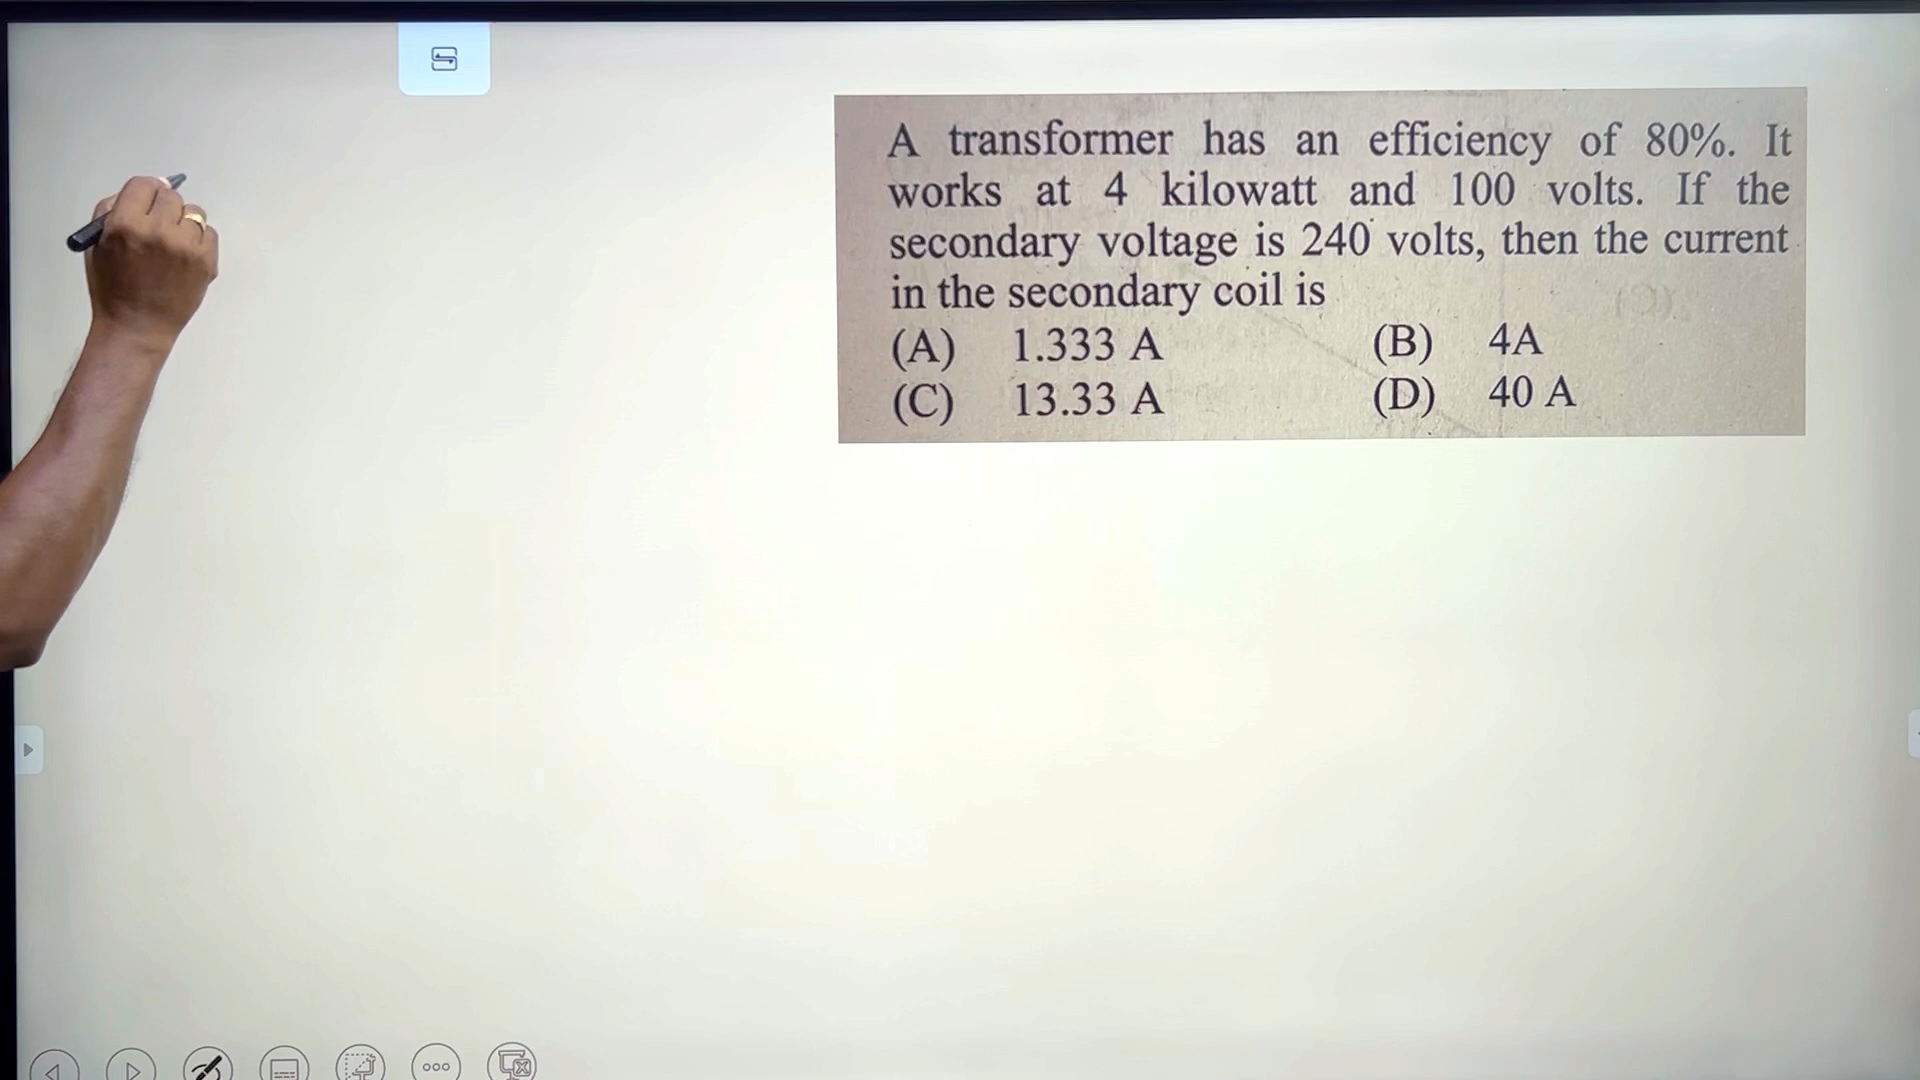 A transformer has an efficiency of 80%. It
works at 4 kilowatt and 100 volts. If the
secondary voltage is 240 volts, then the current
in the secondary coil is
(A) 1.333 A (B) 4A
(C) 13.33 A (D) 40 A